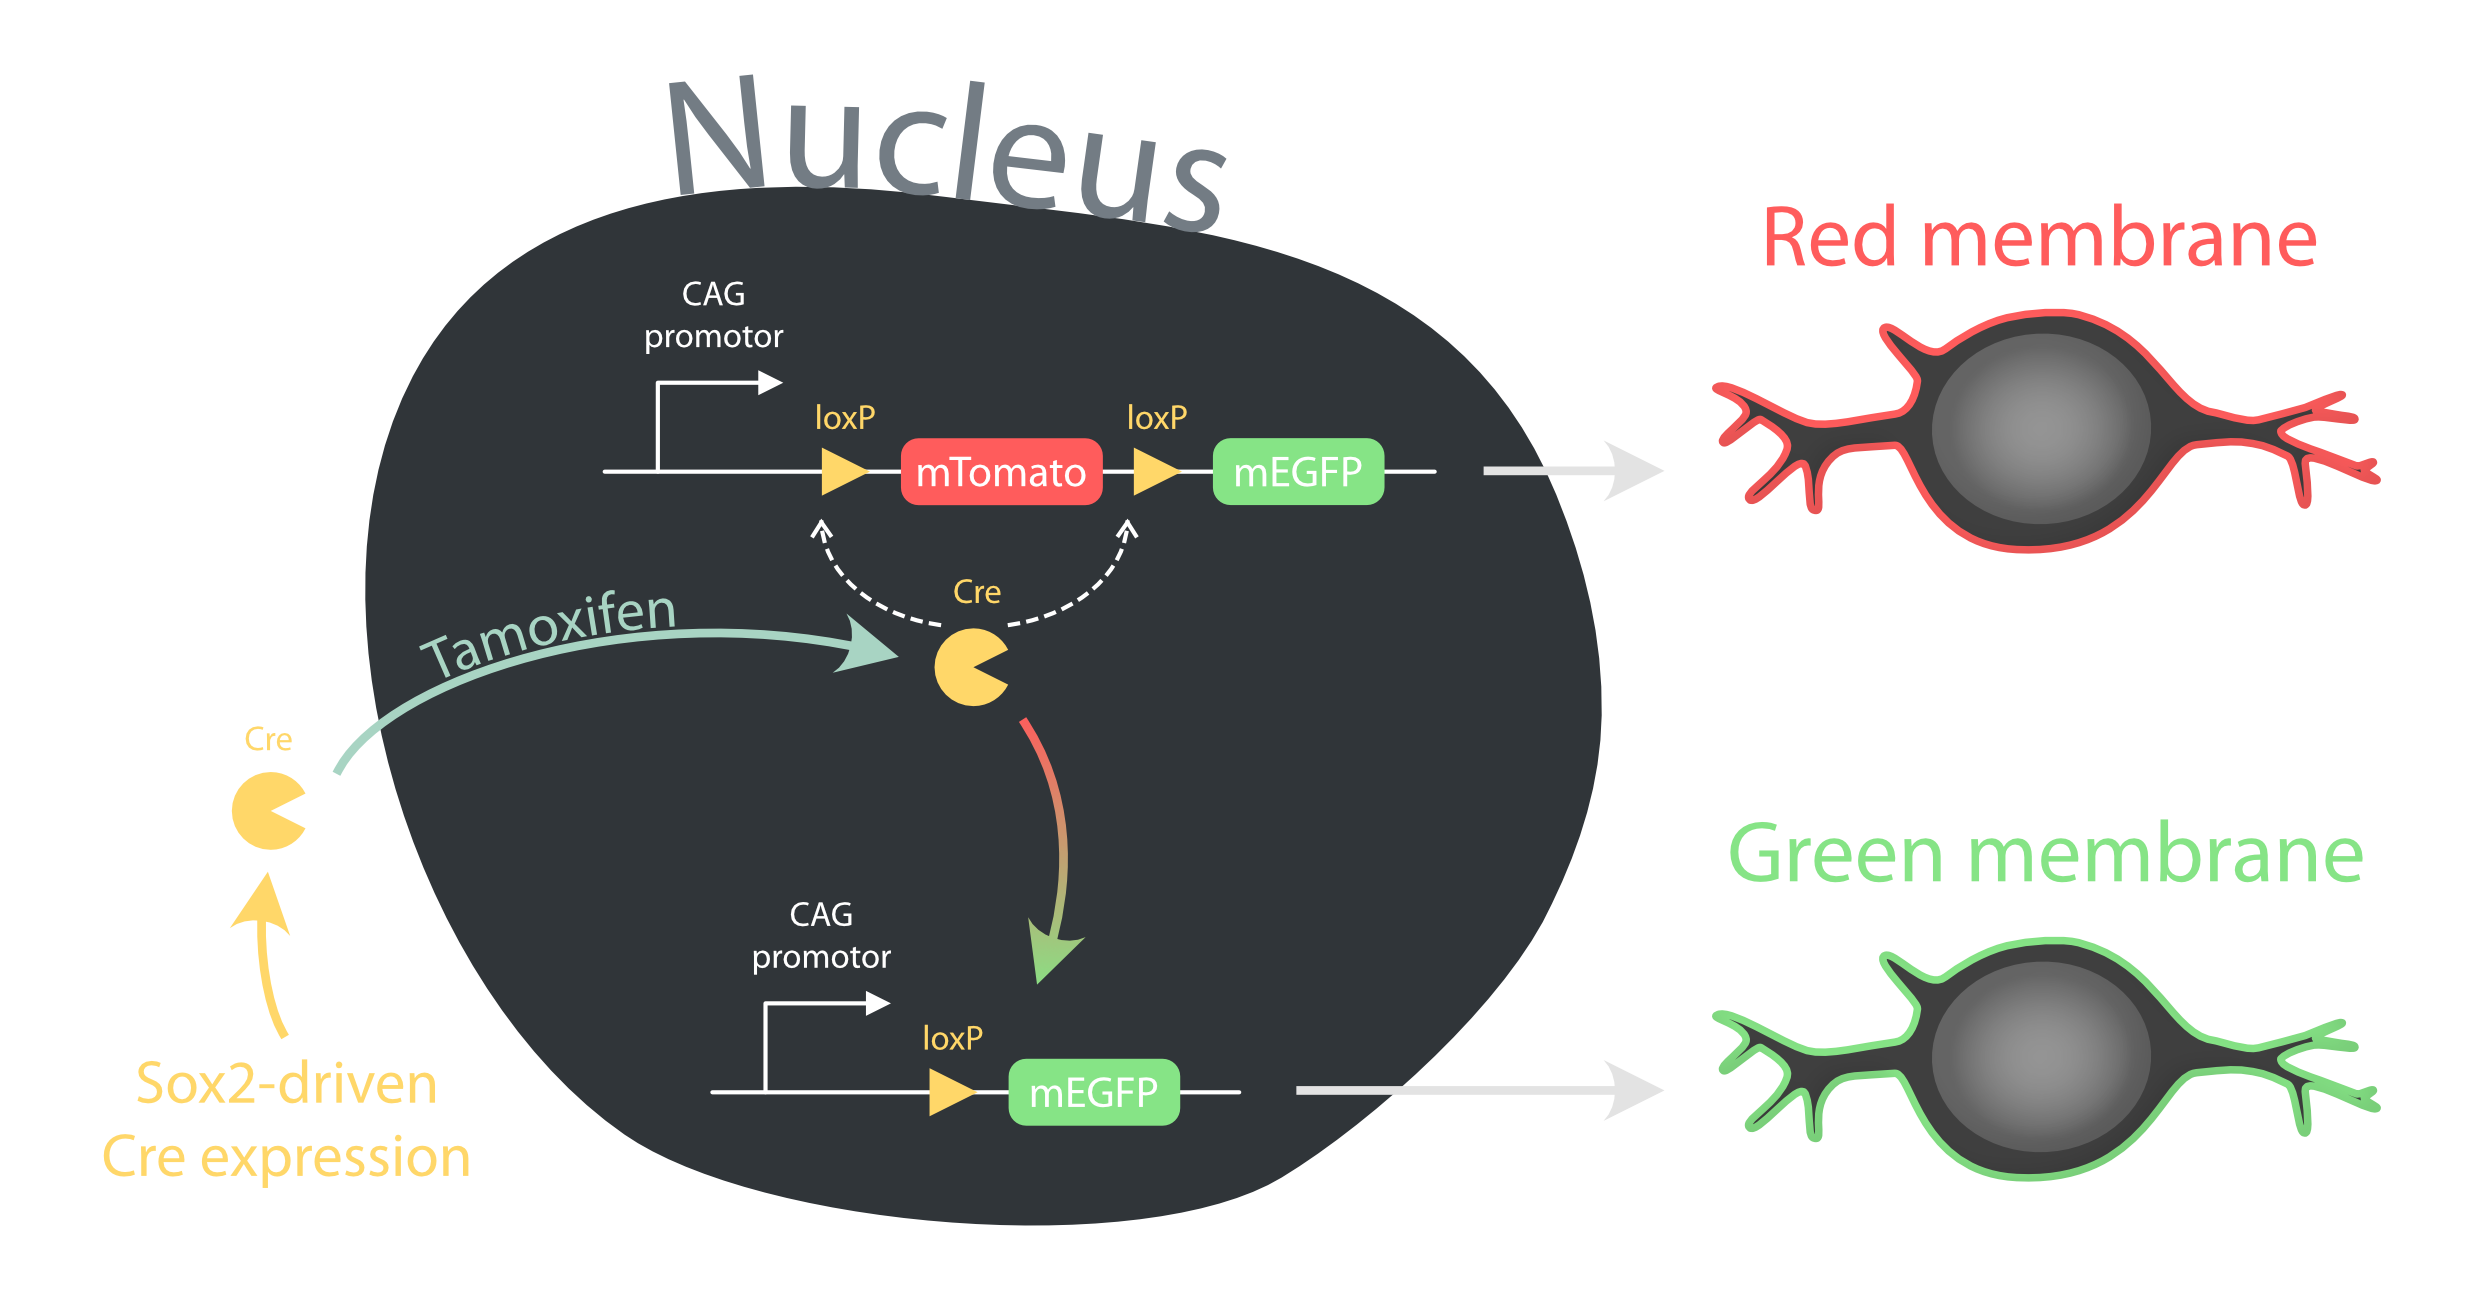 Nucleus
CAG
promotor
loxP
loxP
mTomato
mEGFP
Red membrane
Cre
Tamoxifen
Cre
Sox2-driven
Cre expression
CAG
promotor
loxP
mEGFP
Green membrane